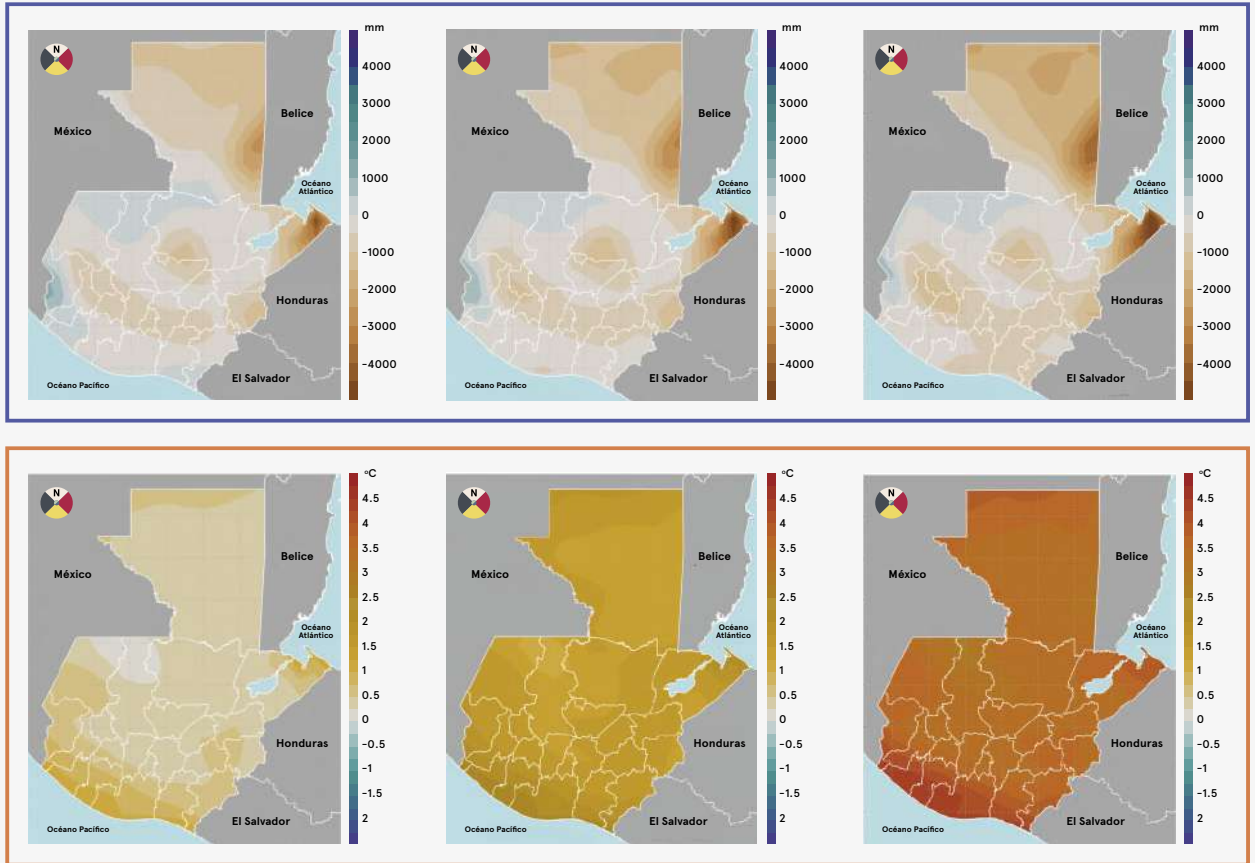 N
México
Belice
Océano
Atlántico
Honduras
El Salvador
Océano Pacífico
mm
4000
3000
2000
1000
0
-1000
-2000
-3000
-4000
N
México
Belice
Océano
Atlántico
Honduras
El Salvador
Océano Pacífico
mm
4000
3000
2000
1000
0
-1000
-2000
-3000
-4000
N
México
Belice
Océano
Atlántico
Honduras
El Salvador
Océano Pacífico
mm
4000
3000
2000
1000
0
-1000
-2000
-3000
-4000
N
México
Belice
Océano
Atlántico
Honduras
El Salvador
Océano Pacífico
°C
4.5
4
3.5
3
2.5
2
1.5
1
0.5
0
-0.5
-1
-1.5
2
N
México
Belice
Océano
Atlántico
Honduras
El Salvador
Océano Pacífico
°C
4.5
4
3.5
3
2.5
2
1.5
1
0.5
0
-0.5
-1
-1.5
2
N
México
Belice
Océano
Atlántico
Honduras
El Salvador
Océano Pacífico
°C
4.5
4
3.5
3
2.5
2
1.5
1
0.5
0
-0.5
-1
-1.5
2